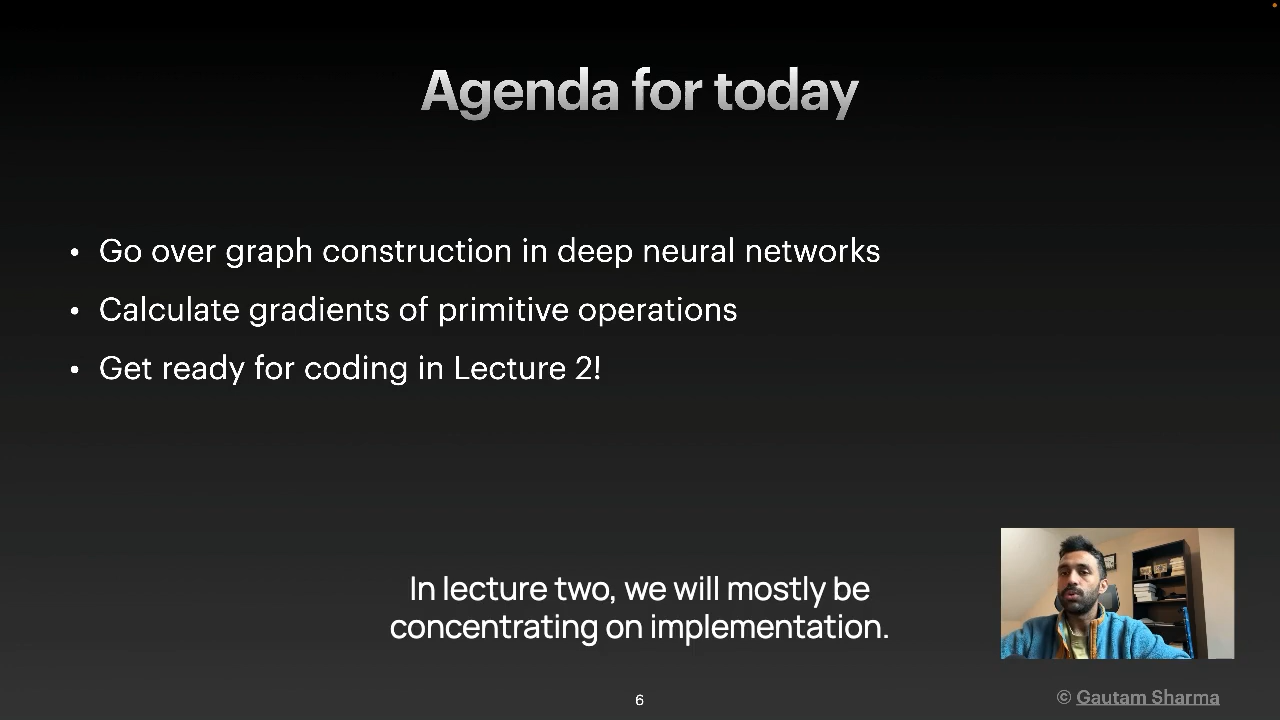 Agenda for today
• Go over graph construction in deep neural networks
• Calculate gradients of primitive operations
• Get ready for coding in Lecture 2!
In lecture two, we will mostly be
concentrating on implementation.
6
© Gautam Sharma